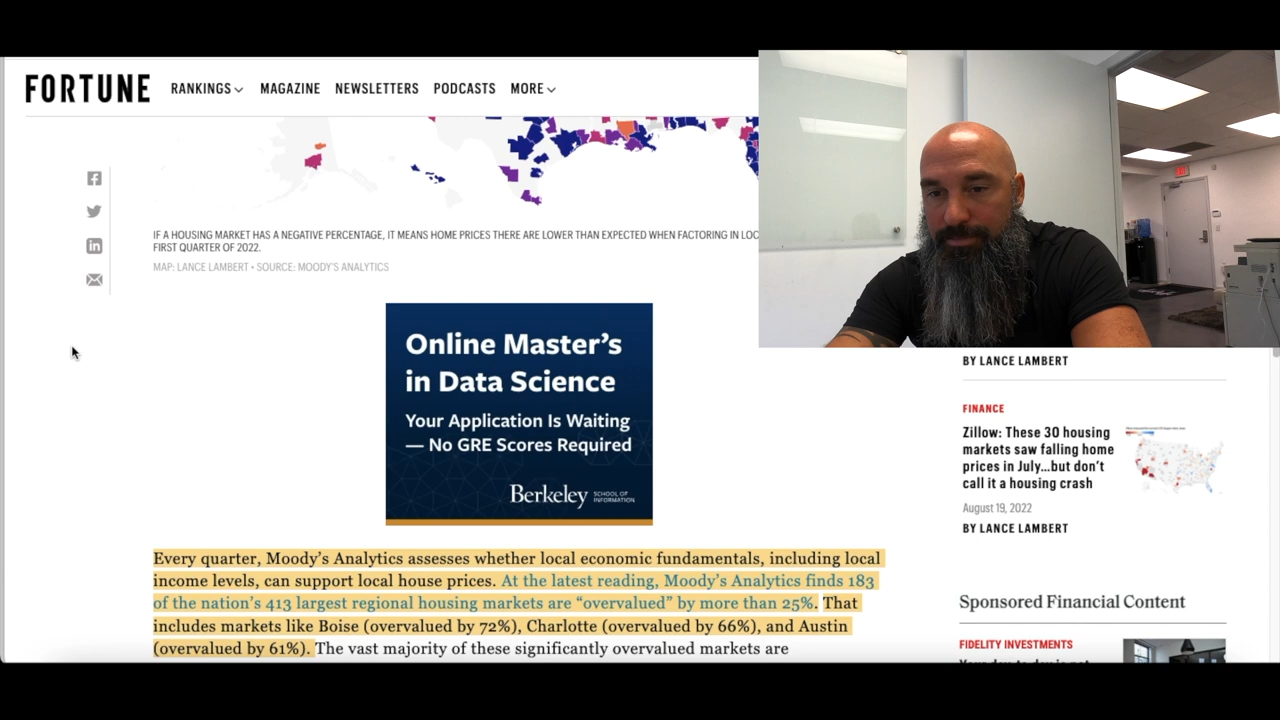 FORTUNE
RANKINGS
MAGAZINE
NEWSLETTERS
PODCASTS
MORE
IF A HOUSING MARKET HAS A NEGATIVE PERCENTAGE, IT MEANS HOME PRICES THERE ARE LOWER THAN EXPECTED WHEN FACTORING IN
FIRST QUARTER OF 2022.
MAP: LANCE LAMBERT • SOURCE: MOODY'S ANALYTICS
Online Master's
in Data Science
Your Application Is Waiting
— No GRE Scores Required
Berkeley SCHOOL OF
INFORMATION
Every quarter, Moody's Analytics assesses whether local economic fundamentals, including local
income levels, can support local house prices. At the latest reading, Moody's Analytics finds 183
of the nation's 413 largest regional housing markets are “overvalued” by more than 25%. That
includes markets like Boise (overvalued by 72%), Charlotte (overvalued by 66%), and Austin
(overvalued by 61%). The vast majority of these significantly overvalued markets are
BY LANCE LAMBERT
FINANCE
Zillow: These 30 housing
markets saw falling home
prices in July...but don't
call it a housing crash
August 19, 2022
BY LANCE LAMBERT
Sponsored Financial Content
FIDELITY INVESTMENTS